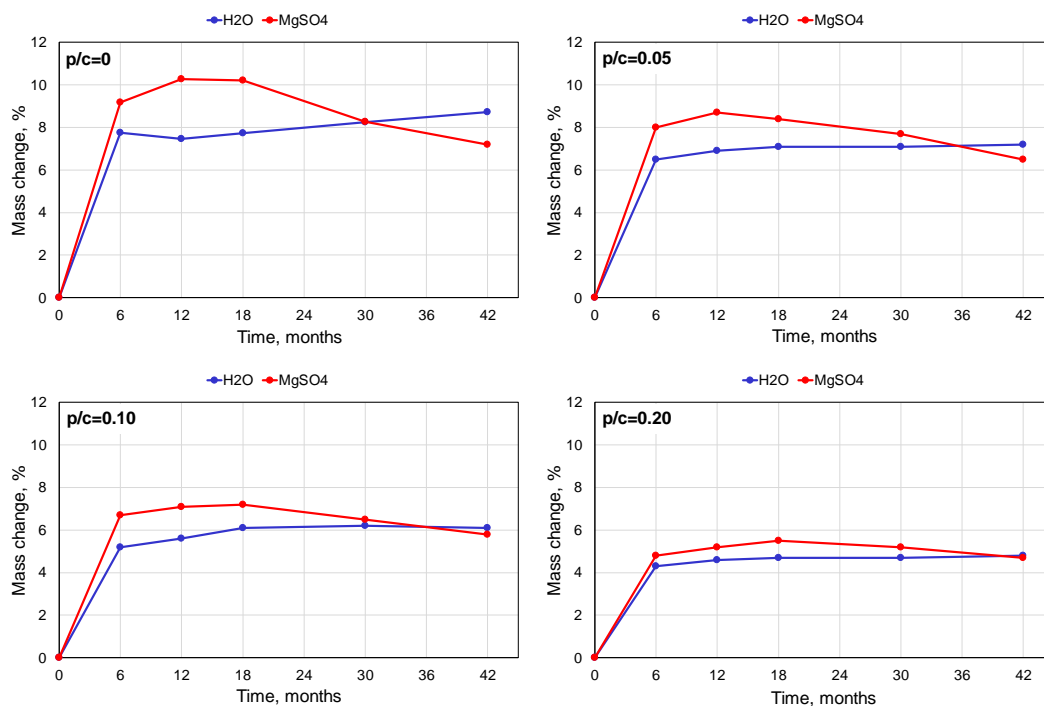 H2O MgSO4
p/c=0
12
10
8
6
4
2
0
Mass change, %
0 6 12 18 24 30 36 42
Time, months
H2O MgSO4
p/c=0.05
12
10
8
6
4
2
0
Mass change, %
0 6 12 18 24 30 36 42
Time, months
H2O MgSO4
p/c=0.10
12
10
8
6
4
2
0
Mass change, %
0 6 12 18 24 30 36 42
Time, months
H2O MgSO4
p/c=0.20
12
10
8
6
4
2
0
Mass change, %
0 6 12 18 24 30 36 42
Time, months